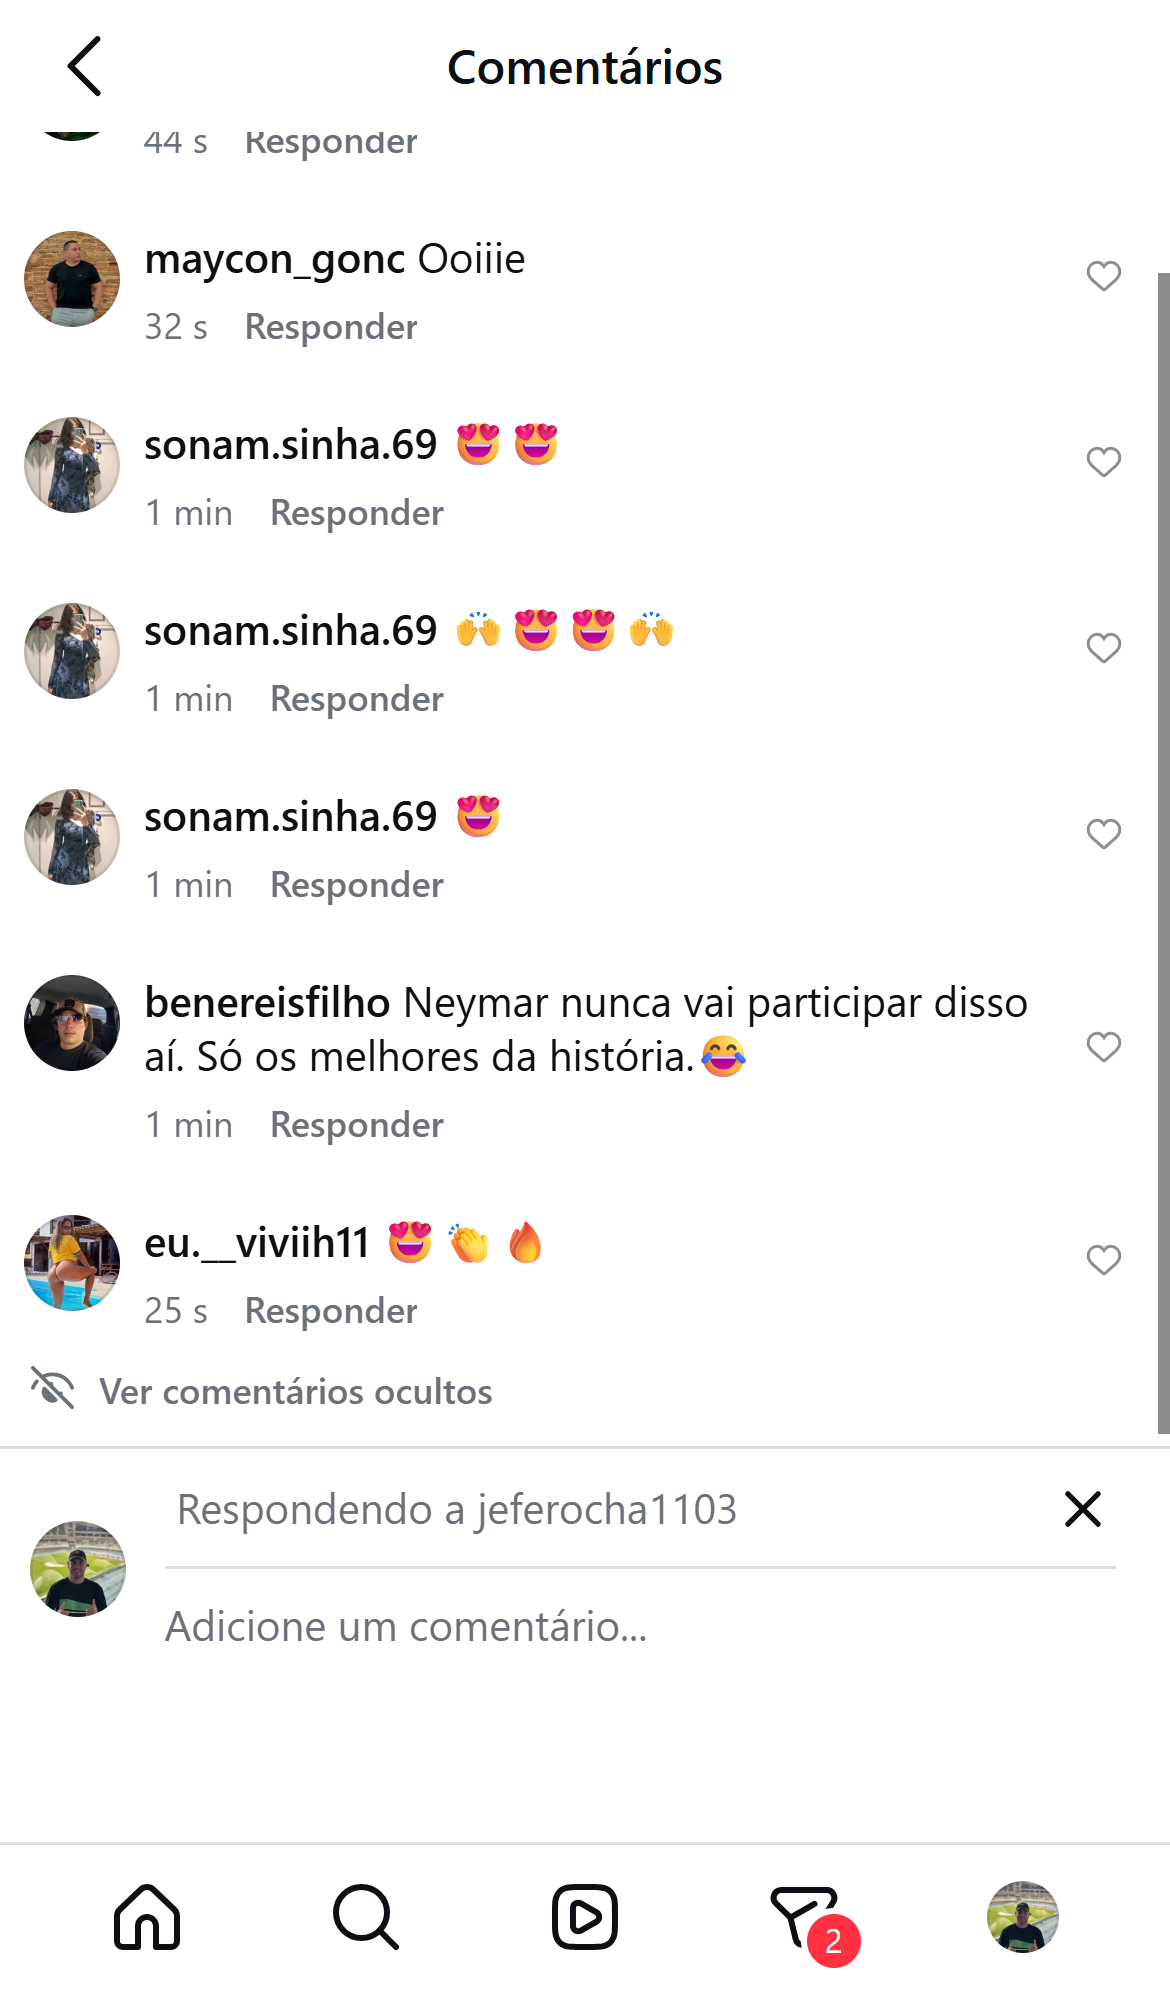 Comentários
44 s Responder
maycon_gonc Ooiiie
32 s Responder
sonam.sinha.69 😍 😍
1 min Responder
sonam.sinha.69 🙌 😍 😍 🙌
1 min Responder
sonam.sinha.69 😍
1 min Responder
benereisfilho Neymar nunca vai participar disso
aí. Só os melhores da história.😂
1 min Responder
eu.__viviih11 😍 👏 🔥
25 s Responder
Ver comentários ocultos
Respondendo a jeferocha1103
Adicione um comentário...
2